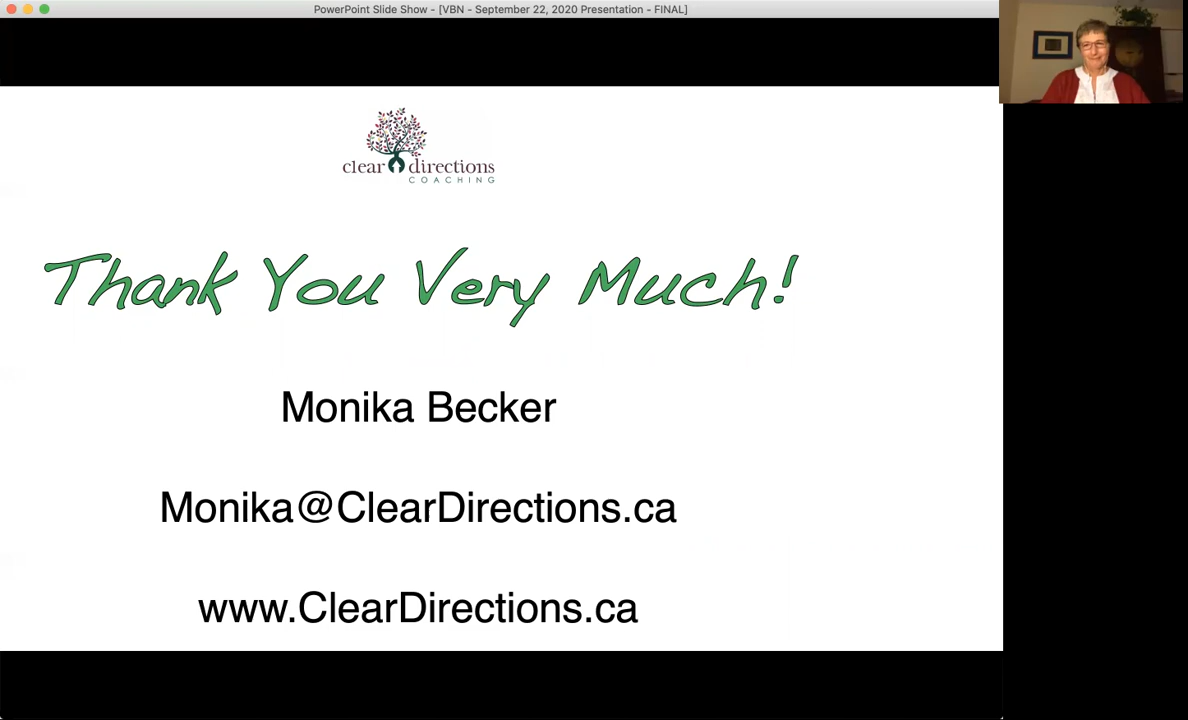 PowerPoint Slide Show - [VBN - September 22, 2020 Presentation - FINAL]
clear directions
COACHING
Thank You Very Much!
Monika Becker
Monika@ClearDirections.ca
www.ClearDirections.ca